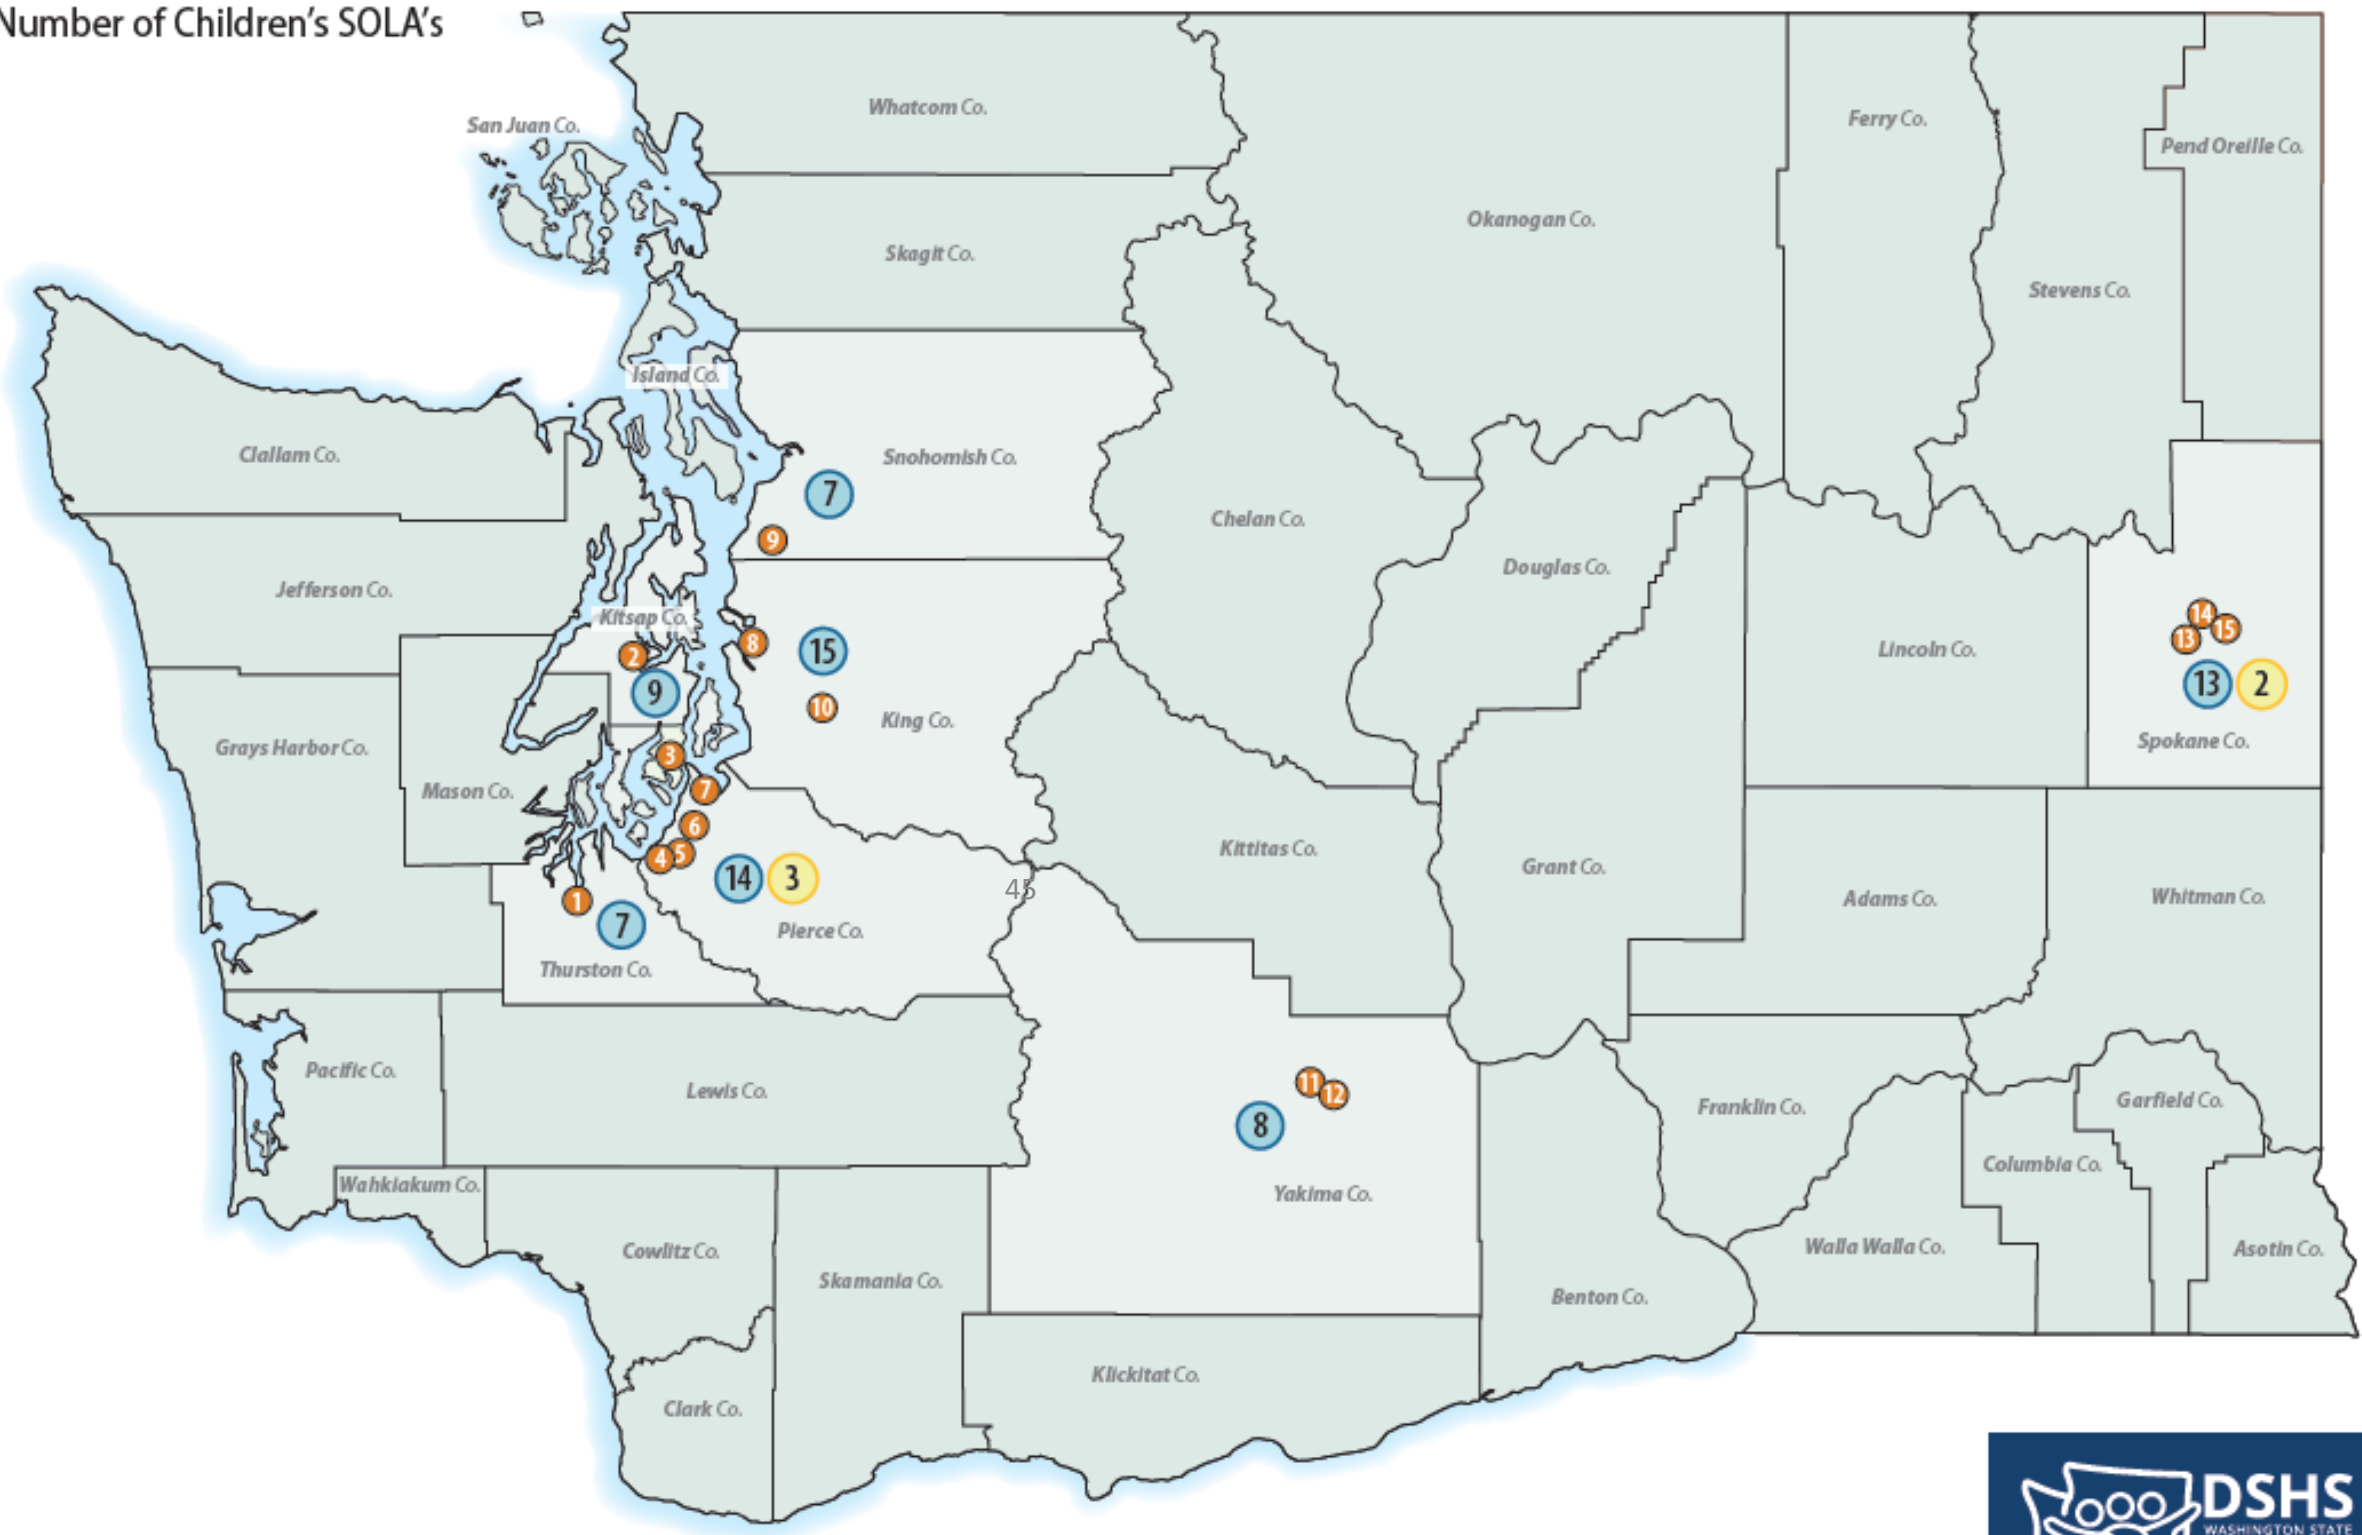 Number of Children's SOLA's
Whatcom Co.
San Juan Co.
Ferry Co.
Pend Oreille Co.
Okanogan Co.
Skagit Co.
Stevens Co.
Island Co.
Clallam Co.
Snohomish Co.
7
9
Chelan Co.
Douglas Co.
Jefferson Co.
Kitsap Co.
2
9
8
15
10
King Co.
Lincoln Co.
14
15
13
13
2
Spokane Co.
Grays Harbor Co.
Mason Co.
3
7
6
5
4
14
3
45
Pierce Co.
Kittitas Co.
Grant Co.
Adams Co.
Whitman Co.
1
7
Thurston Co.
Pacific Co.
Lewis Co.
11
12
8
Yakima Co.
Franklin Co.
Garfield Co.
Columbia Co.
Wahkiakum Co.
Cowlitz Co.
Skamania Co.
Benton Co.
Walla Walla Co.
Asotin Co.
Klickitat Co.
Clark Co.
DSHS
WASHINGTON STATE